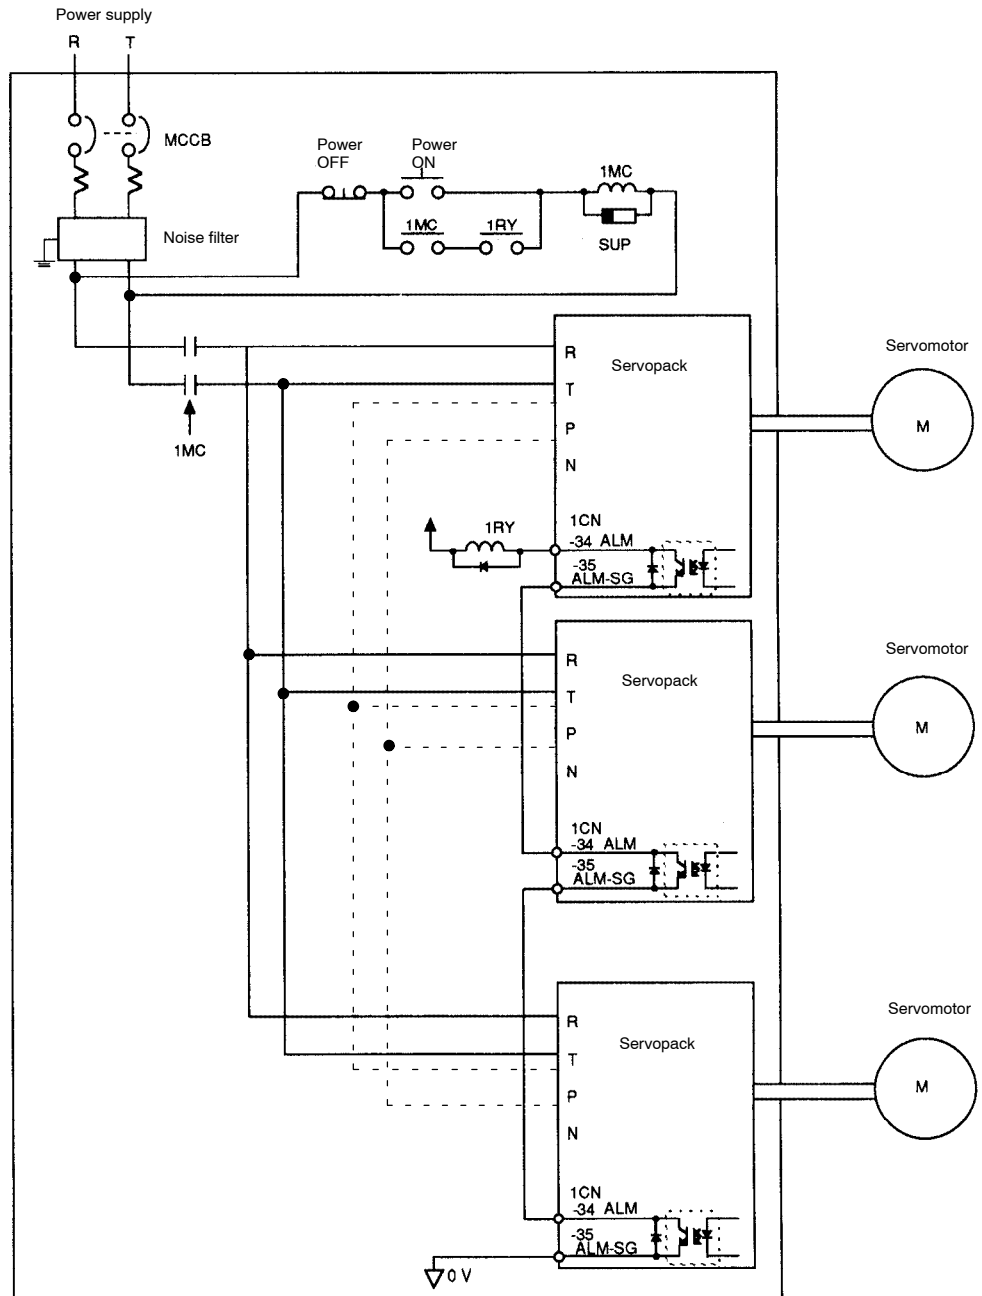 Power supply
R T
MCCB
Power
OFF
Power
ON
1MC
1MC 1RY
SUP
Noise filter
1MC
R
T
P
N
Servopack
Servomotor
M
1RY
1CN
-34 ALM
-35
ALM-SG
R
T
P
N
Servopack
Servomotor
M
1CN
-34 ALM
-35
ALM-SG
R
T
P
N
Servopack
Servomotor
M
1CN
-34 ALM
-35
ALM-SG
0 V